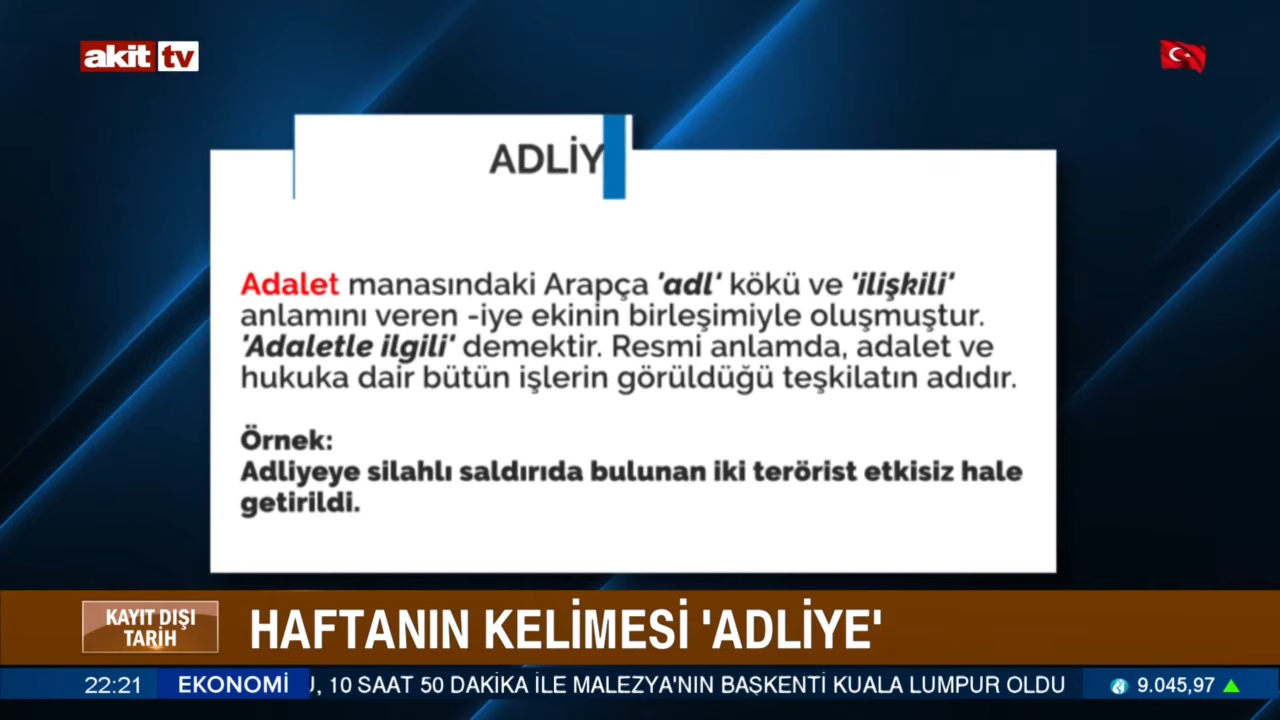 akit tv
ADLİY
Adalet manasındaki Arapça 'adl' kökü ve 'ilişkili'
anlamını veren -iye ekinin birleşimiyle oluşmuştur.
'Adaletle ilgili' demektir. Resmi anlamda, adalet ve
hukuka dair bütün işlerin görüldüğü teşkilatın adıdır.
Örnek:
Adliyeye silahlı saldırıda bulunan iki terörist etkisiz hale
getirildi.
KAYIT DIŞI
TARİH
HAFTANIN KELİMESİ 'ADLİYE'
22:21 EKONOMİ , 10 SAAT 50 DAKİKA İLE MALEZYA'NIN BAŞKENTİ KUALA LUMPUR OLDU 9.045,97